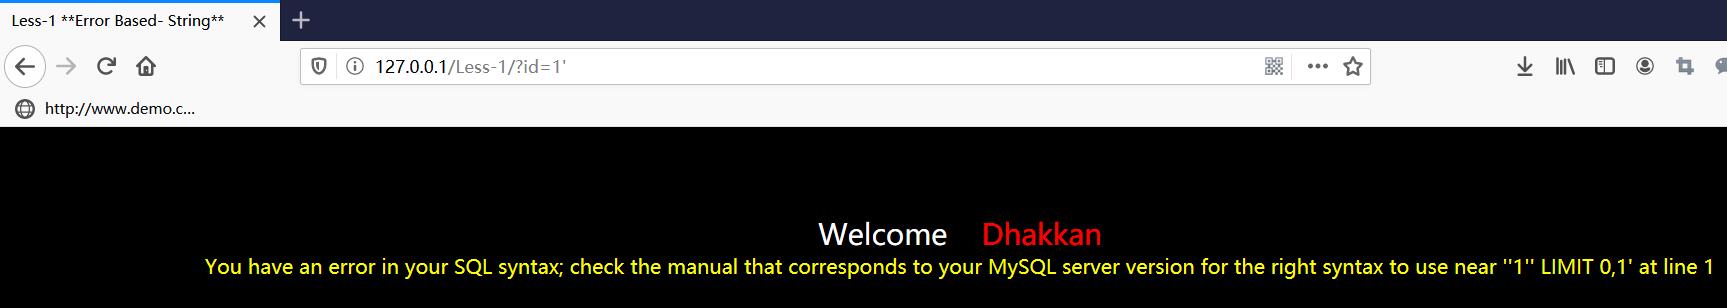 Less-1 **Error Based- String**
127.0.0.1/Less-1/?id=1'
http://www.demo.c...
Welcome Dhakkan
You have an error in your SQL syntax; check the manual that corresponds to your MySQL server version for the right syntax to use near ''1'' LIMIT 0,1' at line 1